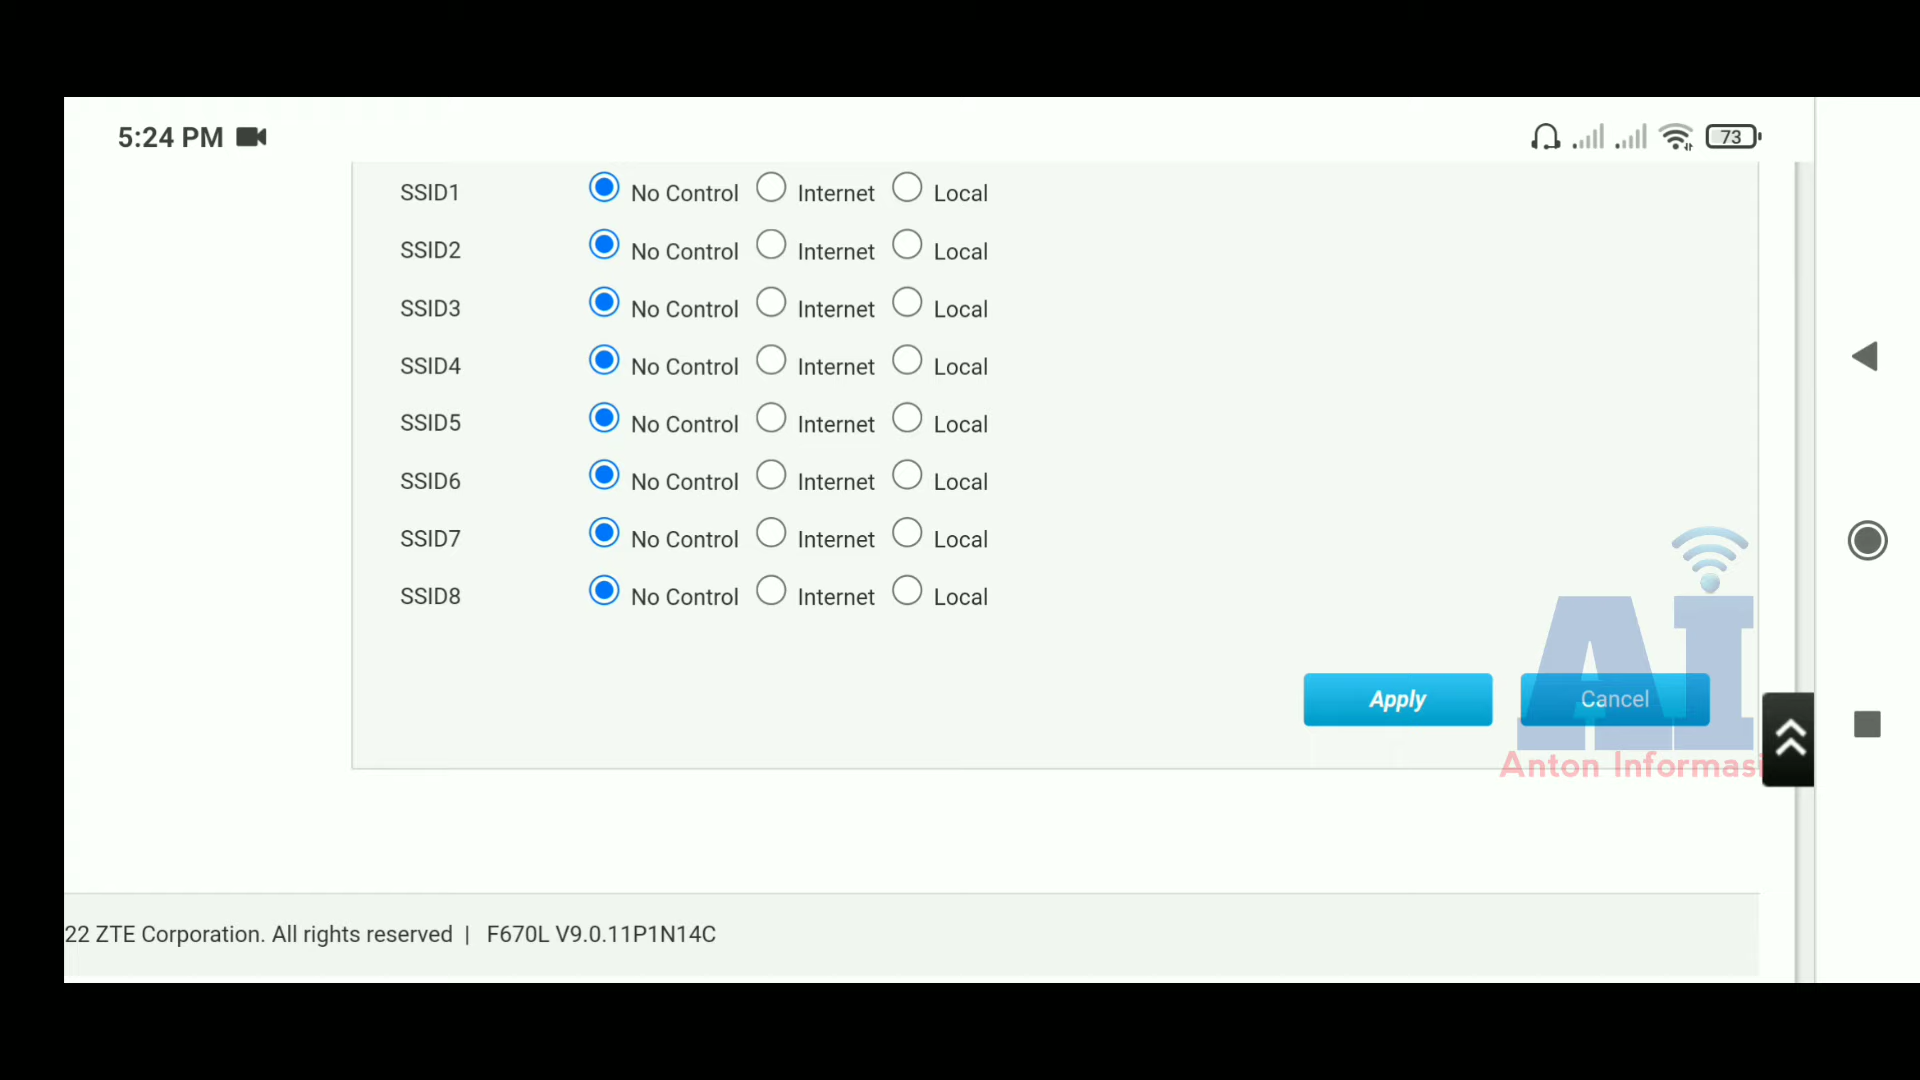 5:24 PM
73
SSID1 No Control Internet Local
SSID2 No Control Internet Local
SSID3 No Control Internet Local
SSID4 No Control Internet Local
SSID5 No Control Internet Local
SSID6 No Control Internet Local
SSID7 No Control Internet Local
SSID8 No Control Internet Local
AI
Apply Cancel
Anton Informasi
22 ZTE Corporation. All rights reserved | F670L V9.0.11P1N14C